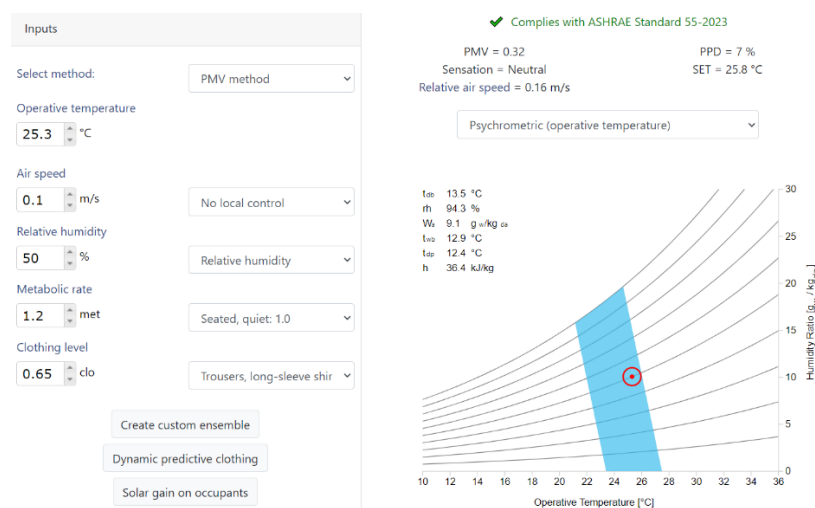 Inputs
Select method:
PMV method
Operative temperature
25.3 °C
Air speed
0.1 m/s
No local control
Relative humidity
50 %
Relative humidity
Metabolic rate
1.2 met
Seated, quiet: 1.0
Clothing level
0.65 clo
Trousers, long-sleeve shir
Create custom ensemble
Dynamic predictive clothing
Solar gain on occupants
✔ Complies with ASHRAE Standard 55-2023
PMV = 0.32
PPD = 7 %
Sensation = Neutral
SET = 25.8 °C
Relative air speed = 0.16 m/s
Psychrometric (operative temperature)
tdb 13.5 °C
rh 94.3 %
Wa 9.1 g w/kg da
twb 12.9 °C
tdp 12.4 °C
h 36.4 kJ/kg
30
25
20
15
10
5
0
Humidity Ratio [gw / kgda]
10 12 14 16 18 20 22 24 26 28 30 32 34 36
Operative Temperature [°C]